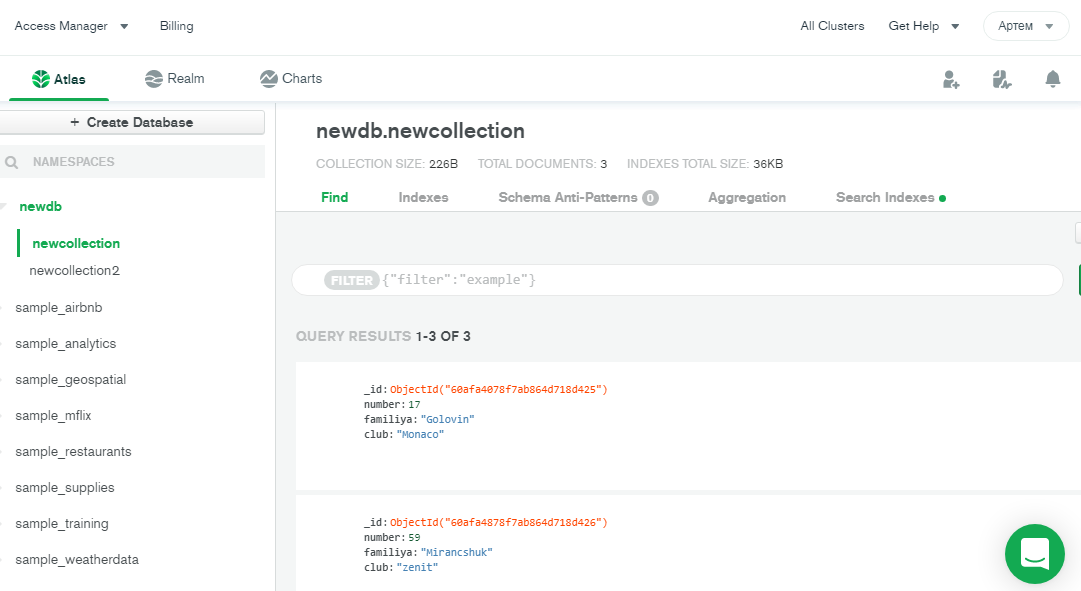 Access Manager Billing All Clusters Get Help Артем
Atlas Realm Charts
+ Create Database
NAMESPACES
newdb
newcollection
newcollection2
sample_airbnb
sample_analytics
sample_geospatial
sample_mflix
sample_restaurants
sample_supplies
sample_training
sample_weatherdata
newdb.newcollection
COLLECTION SIZE: 226B TOTAL DOCUMENTS: 3 INDEXES TOTAL SIZE: 36KB
Find Indexes Schema Anti-Patterns 0 Aggregation Search Indexes
FILTER {"filter":"example"}
QUERY RESULTS 1-3 OF 3
_id: ObjectId("60afa4078f7ab864d718d425")
number: 17
familiya: "Golovin"
club: "Monaco"
_id: ObjectId("60afa4878f7ab864d718d426")
number: 59
familiya: "Mirancshuk"
club: "zenit"